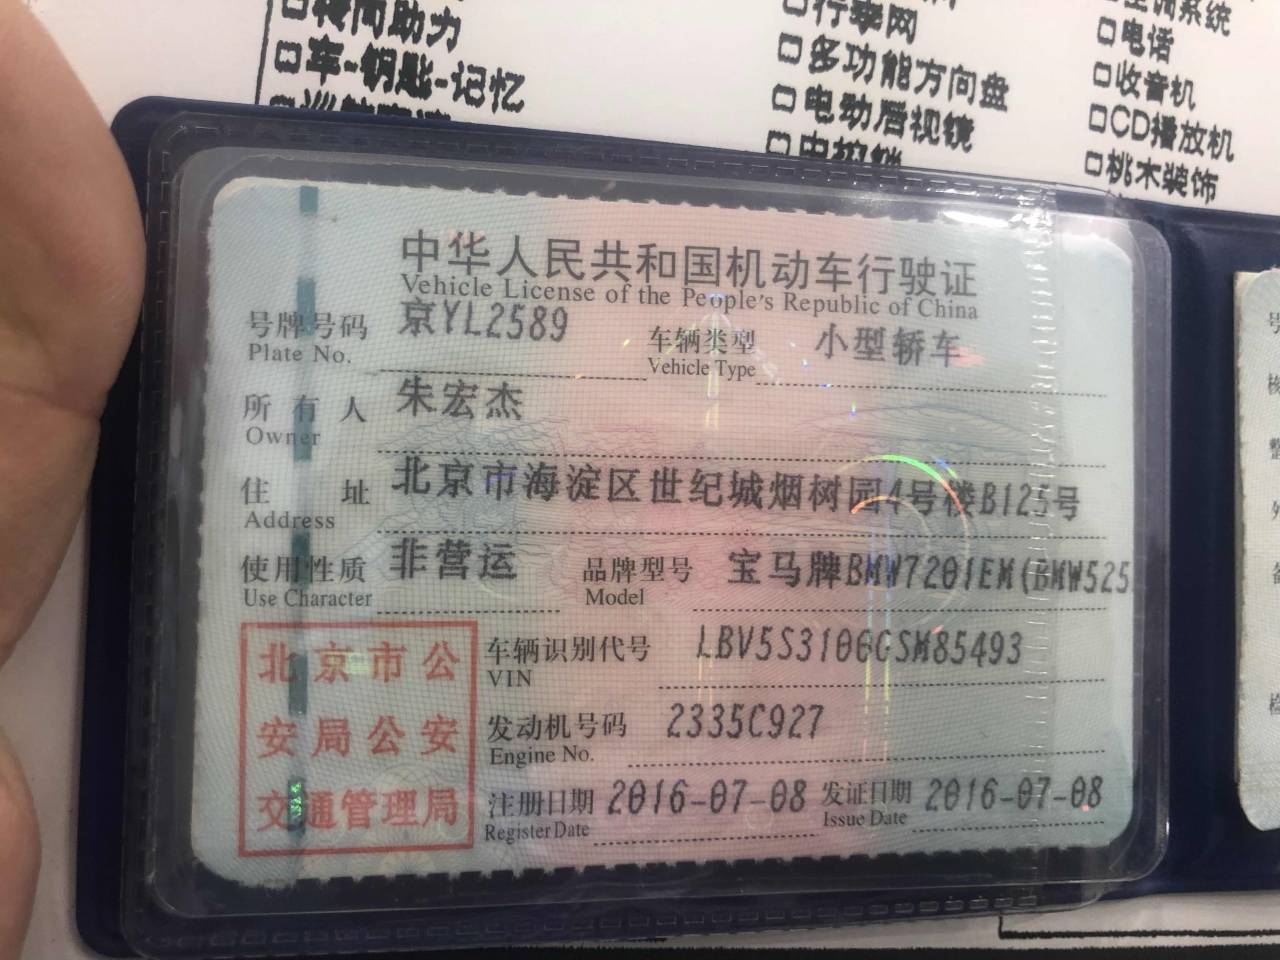 转向助力
行李网
空调系统
车-钥匙-记忆
多功能方向盘
电话
电动后视镜
收音机
CD播放机
桃木装饰
中华人民共和国机动车行驶证
Vehicle License of the People's Republic of China
号牌号码 京YL2589 车辆类型 小型轿车
Plate No. Vehicle Type
所有人 朱宏杰
Owner
住址 北京市海淀区世纪城烟树园4号楼B125号
Address
使用性质 非营运 品牌型号 宝马牌BMW7201EM(BMW525
Use Character Model
北京市公
安局公安
交通管理局
车辆识别代号 LBV5S3100GSM85493
VIN
发动机号码 2335C927
Engine No.
注册日期 2016-07-08 发证日期 2016-07-08
Register Date Issue Date